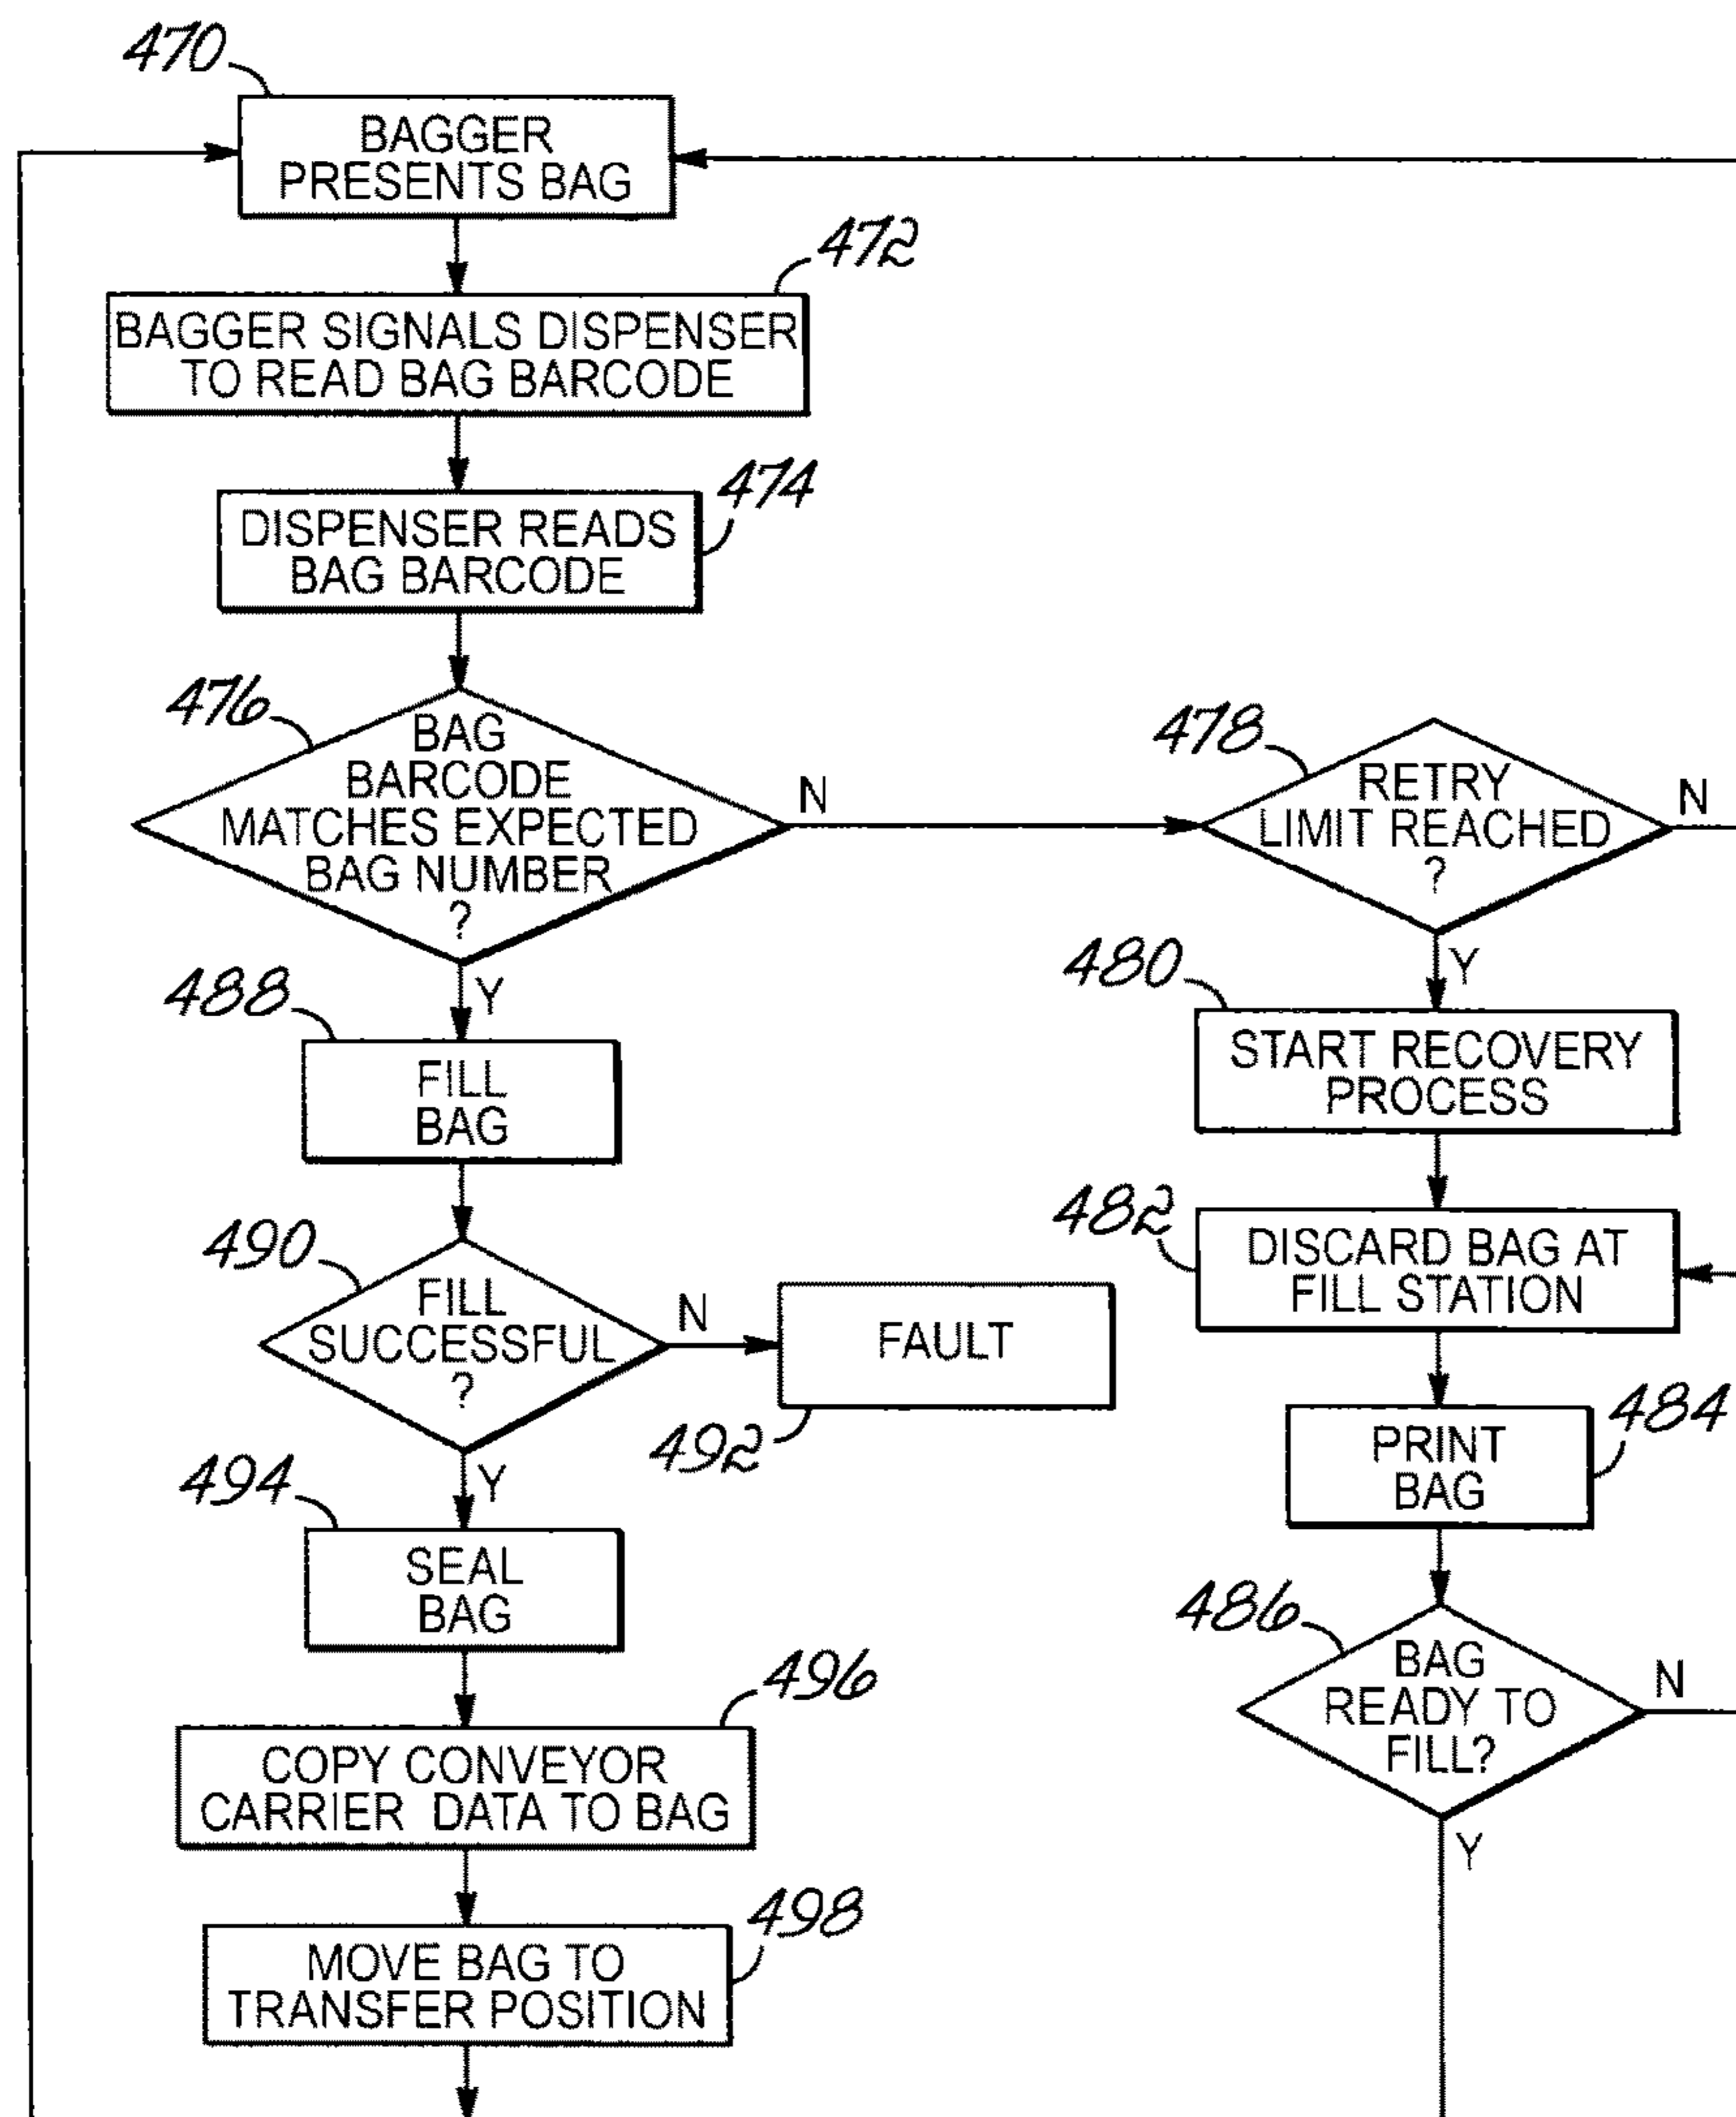 470
BAGGER
PRESENTS BAG
472
BAGGER SIGNALS DISPENSER
TO READ BAG BARCODE
474
DISPENSER READS
BAG BARCODE
476
BAG
BARCODE
MATCHES EXPECTED
BAG NUMBER
?
N
Y
478
RETRY
LIMIT REACHED
?
N
Y
480
START RECOVERY
PROCESS
482
DISCARD BAG AT
FILL STATION
484
PRINT
BAG
486
BAG
READY TO
FILL?
N
Y
488
FILL
BAG
490
FILL
SUCCESSFUL
?
N
Y
FAULT
492
494
SEAL
BAG
496
COPY CONVEYOR
CARRIER DATA TO BAG
498
MOVE BAG TO
TRANSFER POSITION